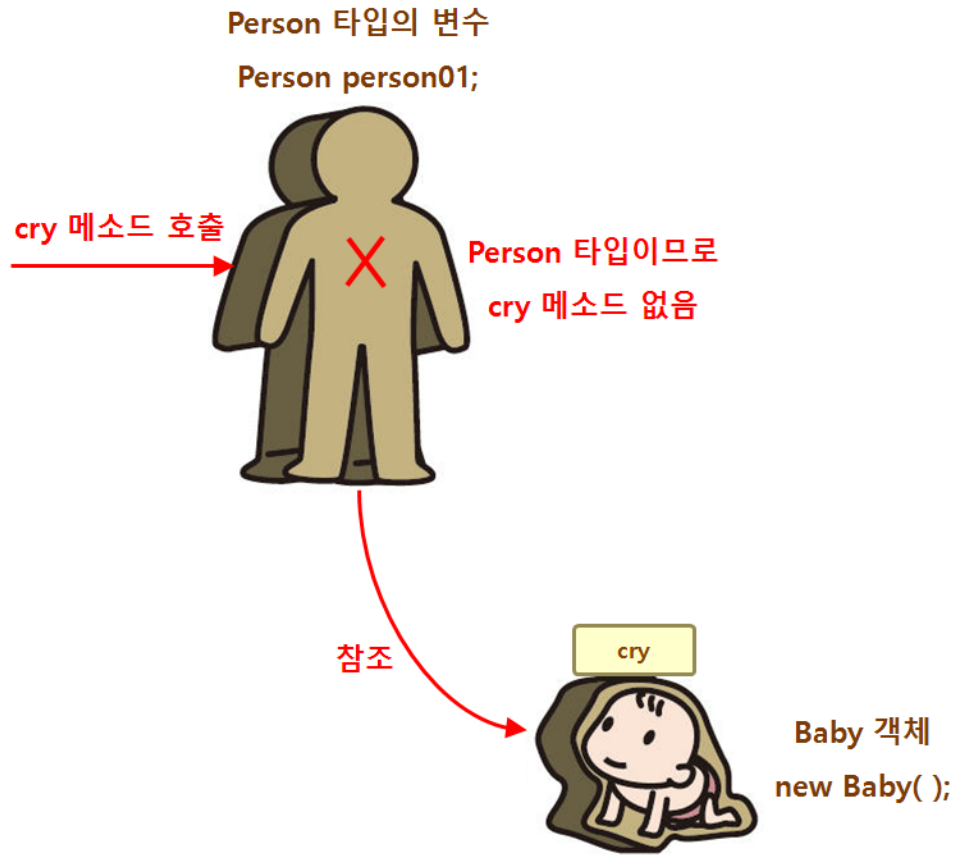 Person 타입의 변수
Person person01;
cry 메소드 호출
Person 타입이므로
cry 메소드 없음
참조
cry
Baby 객체
new Baby( );